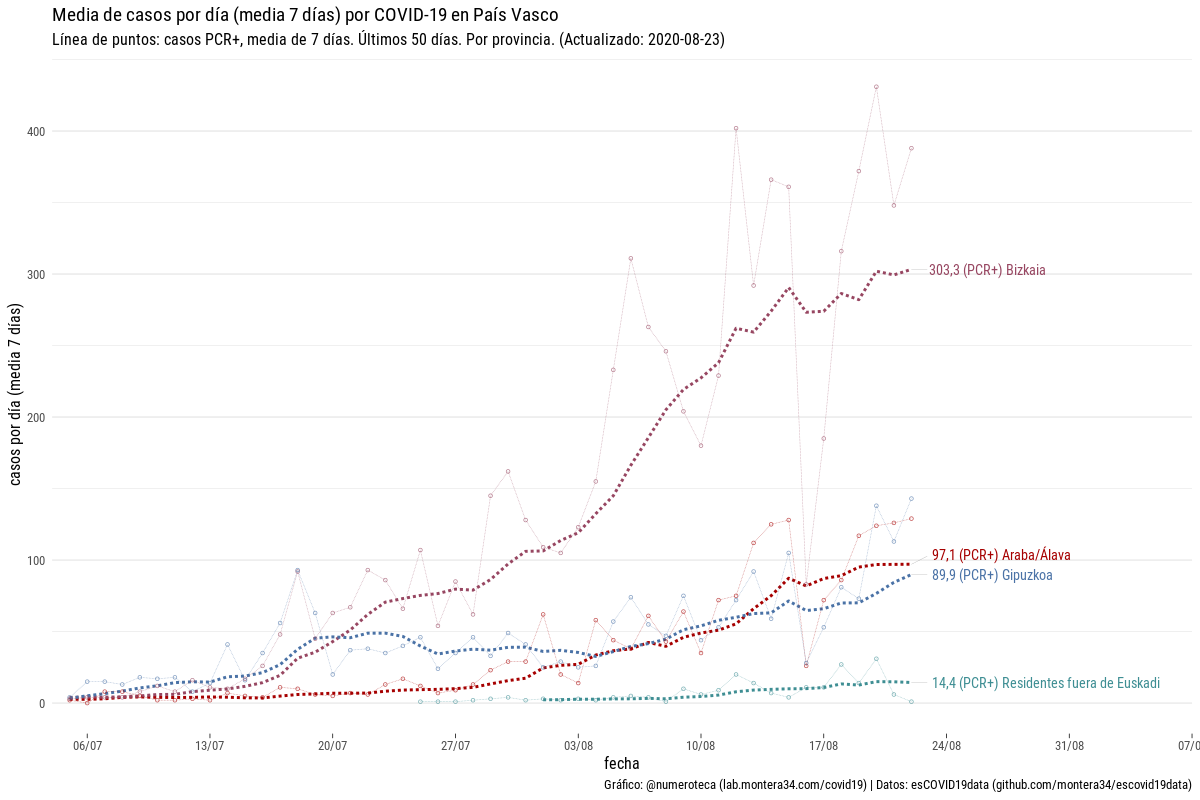 Media de casos por día (media 7 días) por COVID-19 en País Vasco
Línea de puntos: casos PCR+, media de 7 días. Últimos 50 días. Por provincia. (Actualizado: 2020-08-23)
casos por día (media 7 días)
400
300
200
100
0
303,3 (PCR+) Bizkaia
97,1 (PCR+) Araba/Álava
89,9 (PCR+) Gipuzkoa
14,4 (PCR+) Residentes fuera de Euskadi
06/07 13/07 20/07 27/07 03/08 10/08 17/08 24/08 31/08 07/0
fecha
Gráfico: @numeroteca (lab.montera34.com/covid19) | Datos: esCOVID19data (github.com/montera34/escovid19data)